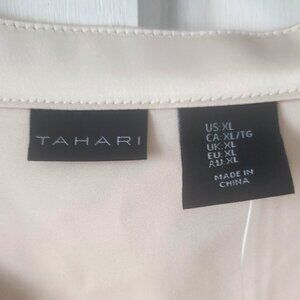 TAHARI
US:XL
CA:XL/TG
UK:XL
EU:XL
AU:XL
MADE IN
CHINA